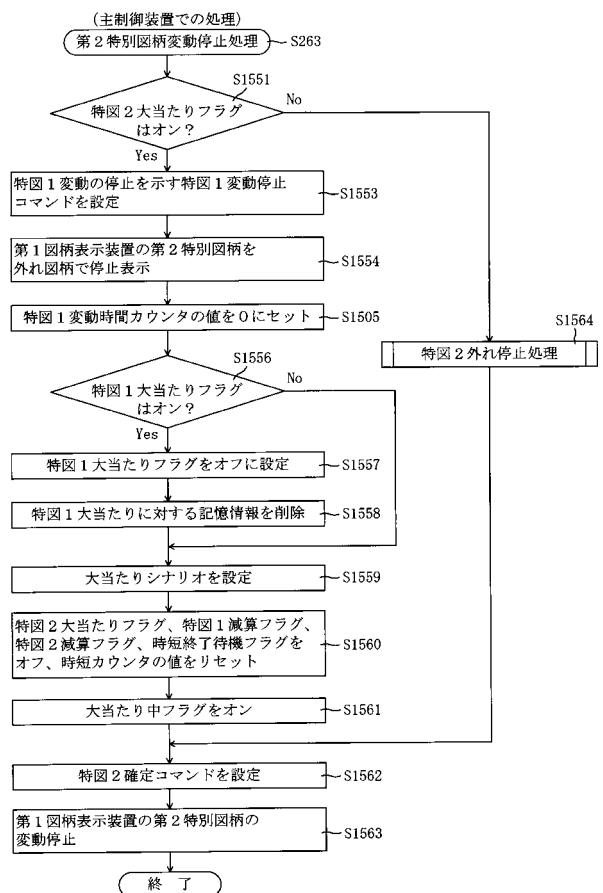 (主制御装置での処理)
第2特別図柄変動停止処理
S263
S1551
特図2大当たりフラグ
はオン?
No
Yes
特図1変動の停止を示す特図1変動停止
コマンドを設定
S1553
第1図柄表示装置の第2特別図柄を
外れ図柄で停止表示
S1554
特図1変動時間カウンタの値を0にセット
S1505
S1564
特図2外れ停止処理
S1556
特図1大当たりフラグ
はオン?
No
Yes
特図1大当たりフラグをオフに設定
S1557
特図1大当たりに対する記憶情報を削除
S1558
大当たりシナリオを設定
S1559
特図2大当たりフラグ、特図1減算フラグ、
特図2減算フラグ、時短終了待機フラグを
オフ、時短カウンタの値をリセット
S1560
大当たり中フラグをオン
S1561
特図2確定コマンドを設定
S1562
第1図柄表示装置の第2特別図柄の
変動停止
S1563
終 了